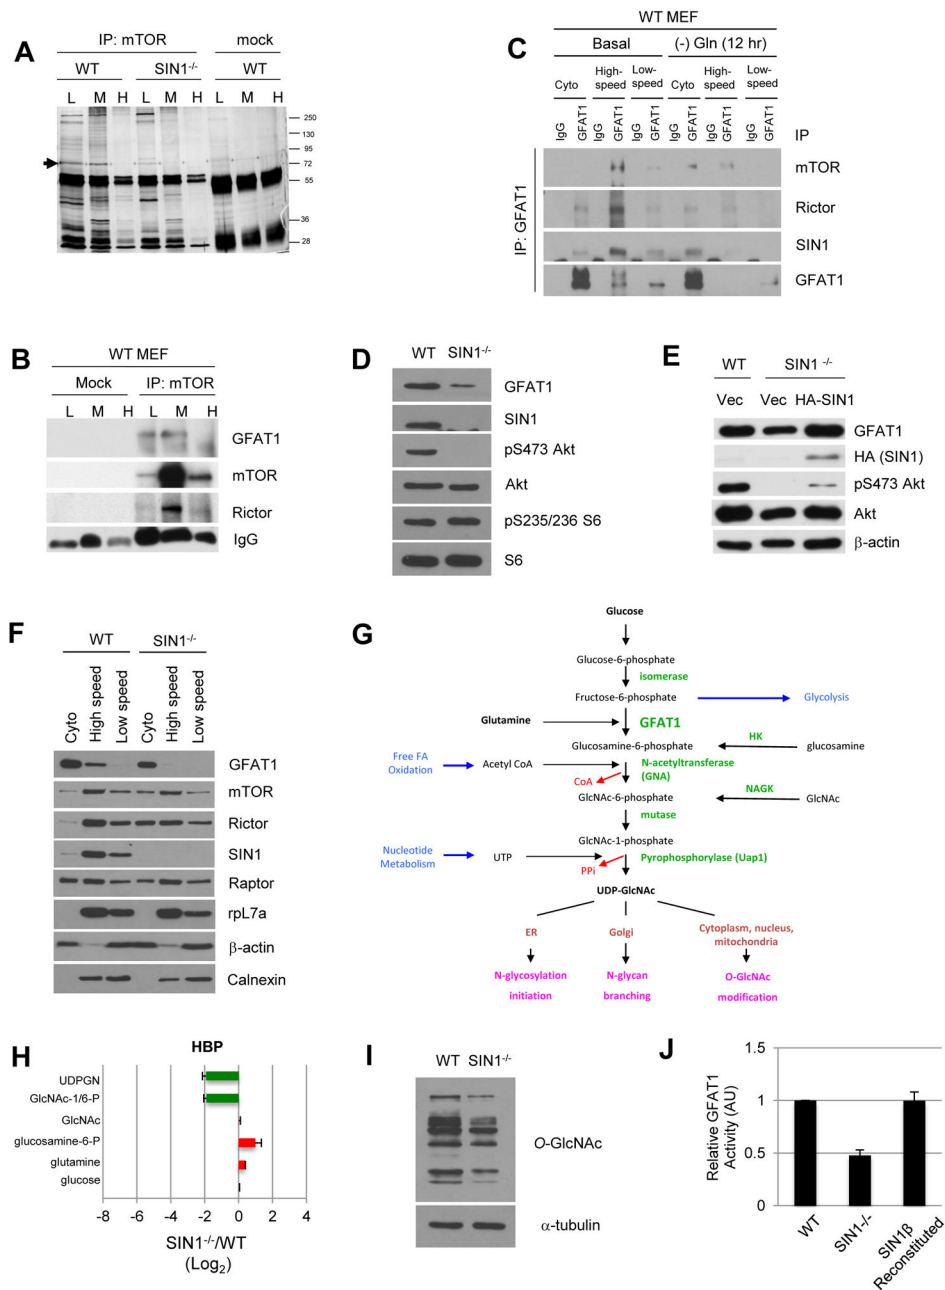 A
IP: mTOR
mock
WT
SIN1-/-
WT
L M H L M H L M H
250
130
95
72
55
36
28
C
WT MEF
Basal
(-) Gln (12 hr)
Cyto
High-speed
Low-speed
Cyto
High-speed
Low-speed
IgG GFAT1 IgG GFAT1 IgG GFAT1 IgG GFAT1 IgG GFAT1 IgG GFAT1
IP
IP: GFAT1
mTOR
Rictor
SIN1
GFAT1
B
WT MEF
Mock
IP: mTOR
L M H L M H
GFAT1
mTOR
Rictor
IgG
D
WT SIN1-/-
GFAT1
SIN1
pS473 Akt
Akt
pS235/236 S6
S6
E
WT
SIN1 -/-
Vec
Vec
HA-SIN1
GFAT1
HA (SIN1)
pS473 Akt
Akt
β-actin
F
WT
SIN1-/-
Cyto
High speed
Low speed
Cyto
High speed
Low speed
GFAT1
mTOR
Rictor
SIN1
Raptor
rpL7a
β-actin
Calnexin
G
Glucose
Glucose-6-phosphate
isomerase
Fructose-6-phosphate
Glycolysis
Glutamine
GFAT1
Glucosamine-6-phosphate
HK
glucosamine
Free FA
Oxidation
Acetyl CoA
N-acetyltransferase
(GNA)
CoA
NAGK
GlcNAc-6-phosphate
GlcNAc
mutase
GlcNAc-1-phosphate
Nucleotide
Metabolism
UTP
Pyrophosphorylase (Uap1)
PPi
UDP-GlcNAc
ER
Golgi
Cytoplasm, nucleus,
mitochondria
N-glycosylation
initiation
N-glycan
branching
O-GlcNAc
modification
H
HBP
UDPGN
GlcNAc-1/6-P
GlcNAc
glucosamine-6-P
glutamine
glucose
-8 -6 -4 -2 0 2 4
SIN1-/-/WT
(Log2)
I
WT SIN1-/-
O-GlcNAc
α-tubulin
J
Relative GFAT1
Activity (AU)
1.5
1
0.5
0
WT
SIN1-/-
SIN1β
Reconstituted